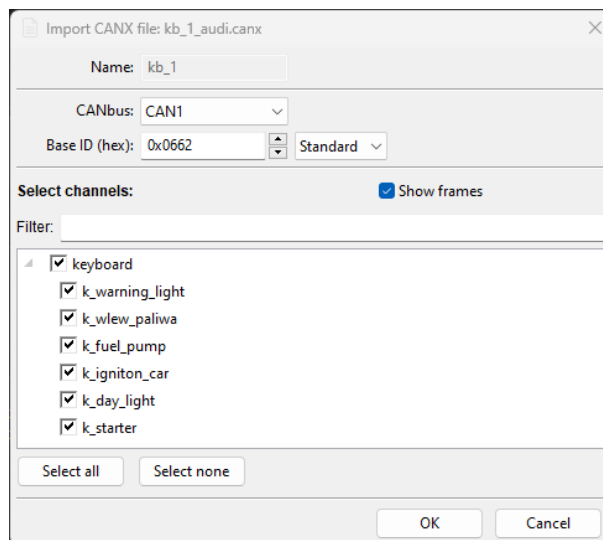 Import CANX file: kb_1_audi.canx
Name: kb_1
CANbus: CAN1
Base ID (hex): 0x0662 Standard
Select channels: Show frames
Filter:
keyboard
k_warning_light
k_wlew_paliwa
k_fuel_pump
k_igniton_car
k_day_light
k_starter
Select all Select none
OK Cancel